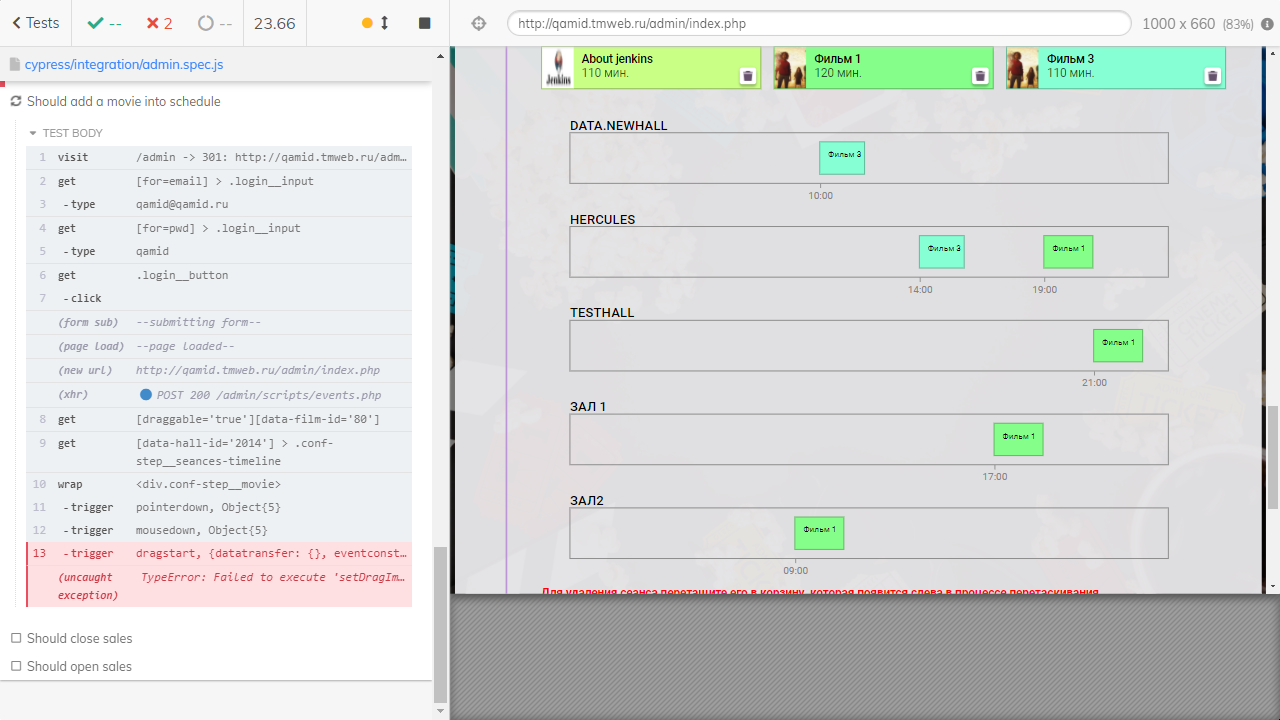 Tests
--
2
--
23.66
http://qamid.tmweb.ru/admin/index.php
1000 x 660 (83%)
cypress/integration/admin.spec.js
Should add a movie into schedule
TEST BODY
1 visit /admin -> 301: http://qamid.tmweb.ru/adm…
2 get [for=email] > .login__input
3 -type qamid@qamid.ru
4 get [for=pwd] > .login__input
5 -type qamid
6 get .login__button
7 -click
(form sub) --submitting form--
(page load) --page loaded--
(new url) http://qamid.tmweb.ru/admin/index.php
(xhr) POST 200 /admin/scripts/events.php
8 get [draggable='true'][data-film-id='80']
9 get [data-hall-id='2014'] > .conf-
step__seances-timeline
10 wrap <div.conf-step__movie>
11 -trigger pointerdown, Object{5}
12 -trigger mousedown, Object{5}
13 -trigger dragstart, {datatransfer: {}, eventconst…
(uncaught TypeError: Failed to execute 'setDragIm…
exception)
Should close sales
Should open sales
Jenkins
About jenkins
110 мин.
Фильм 1
120 мин.
Фильм 3
110 мин.
DATA.NEWHALL
Фильм 3
10:00
HERCULES
Фильм 3
Фильм 1
14:00
19:00
TESTHALL
Фильм 1
21:00
ЗАЛ 1
Фильм 1
17:00
ЗАЛ2
Фильм 1
09:00
Для удаления сеанса перетащите его в корзину, которая появится слева в процессе перетаскивания